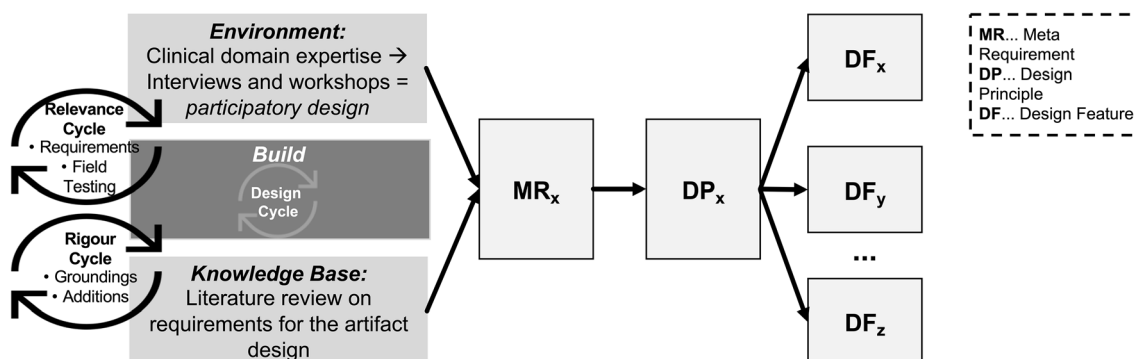 Environment:
Clinical domain expertise →
Interviews and workshops =
participatory design
Relevance
Cycle
• Requirements
• Field
Testing
Build
Design
Cycle
Rigour
Cycle
• Groundings
• Additions
Knowledge Base:
Literature review on
requirements for the artifact
design
MRx
DPx
DFx
DFy
...
DFz
MR... Meta
Requirement
DP... Design
Principle
DF... Design Feature